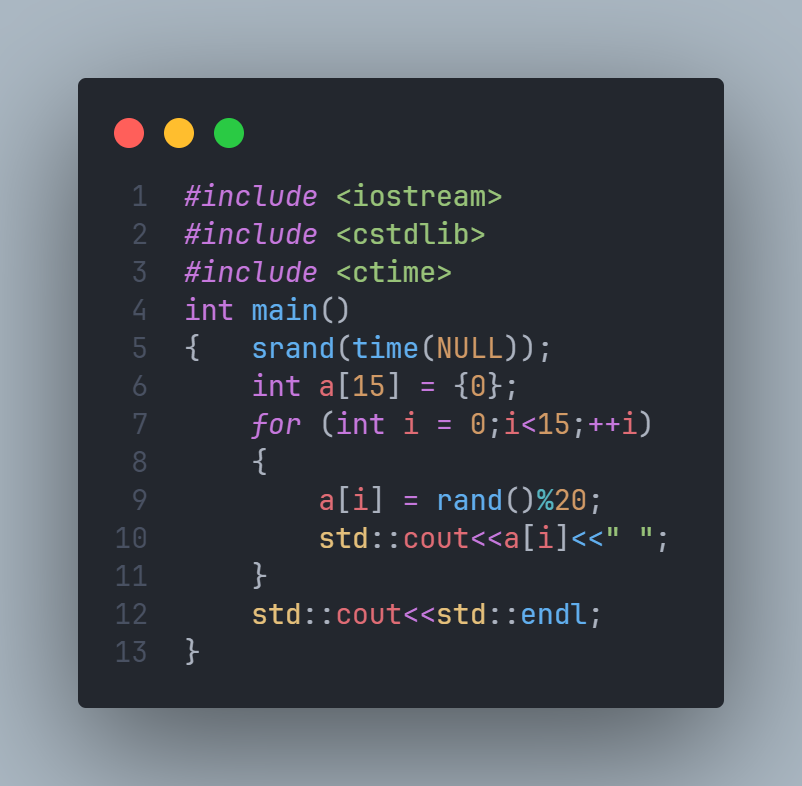 1 #include <iostream>
2 #include <cstdlib>
3 #include <ctime>
4 int main()
5 {   srand(time(NULL));
6     int a[15] = {0};
7     for (int i = 0;i<15;++i)
8     {
9         a[i] = rand()%20;
10         std::cout<<a[i]<<" ";
11     }
12     std::cout<<std::endl;
13 }